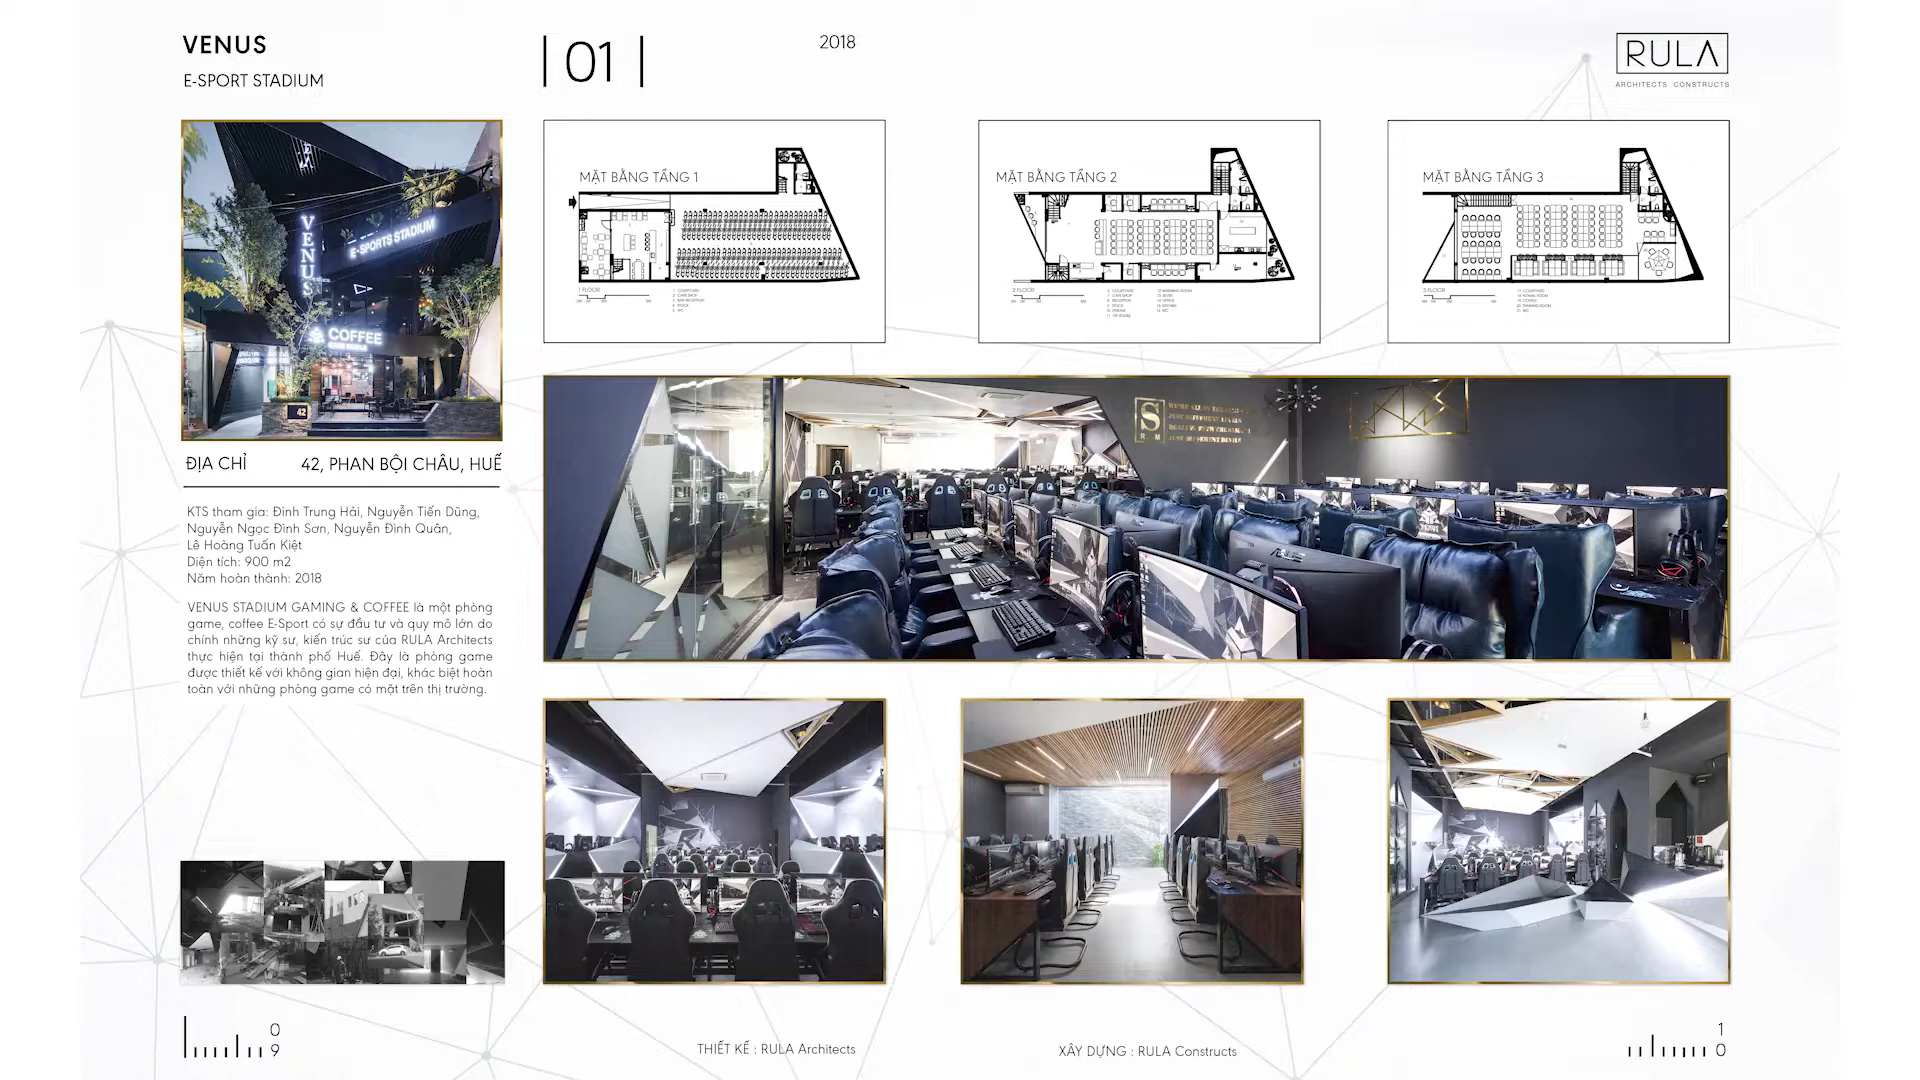 VENUS
E-SPORT STADIUM
01
2018
RULA
ARCHITECTS CONSTRUCTS
VENUS
E-SPORTS STADIUM
COFFEE
42
MẶT BẰNG TẦNG 1
1 FLOOR
MẶT BẰNG TẦNG 2
2 FLOOR
MẶT BẰNG TẦNG 3
3 FLOOR
ĐỊA CHỈ 42, PHAN BỘI CHÂU, HUẾ
KTS tham gia: Đinh Trung Hải, Nguyễn Tiến Dũng,
Nguyễn Ngọc Đình Sơn, Nguyễn Đình Quân,
Lê Hoàng Tuấn Kiệt
Diện tích: 900 m2
Năm hoàn thành: 2018
VENUS STADIUM GAMING & COFFEE là một phòng
game, coffee E-Sport có sự đầu tư và quy mô lớn do
chính những kỹ sư, kiến trúc sư của RULA Architects
thực hiện tại thành phố Huế. Đây là phòng game
được thiết kế với không gian hiện đại, khác biệt hoàn
toàn với những phòng game có mặt trên thị trường.
S
R M
0
9
THIẾT KẾ : RULA Architects
XÂY DỰNG : RULA Constructs
1
0